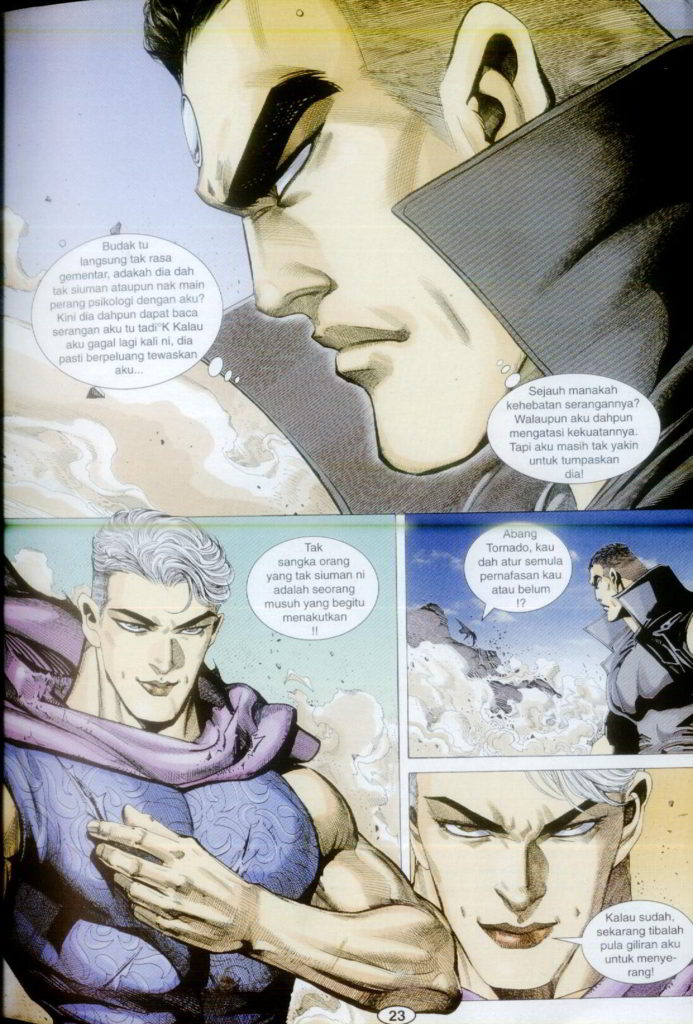 Budak tu
langsung tak rasa
gementar, adakah dia dah
tak siuman ataupun nak main
perang psikologi dengan aku?
Kini dia dahpun dapat baca
serangan aku tu tadi°K Kalau
aku gagal lagi kali ni, dia
pasti berpeluang tewaskan
aku...
Sejauh manakah
kehebatan serangannya?
Walaupun aku dahpun
mengatasi kekuatannya.
Tapi aku masih tak yakin
untuk tumpaskan
dia!
Tak
sangka orang
yang tak siuman ni
adalah seorang
musuh yang begitu
menakutkan
!!
Abang
Tornado, kau
dah atur semula
pernafasan kau
atau belum
!?
Kalau sudah,
sekarang tibalah
pula giliran aku
untuk menye-
rang!
23